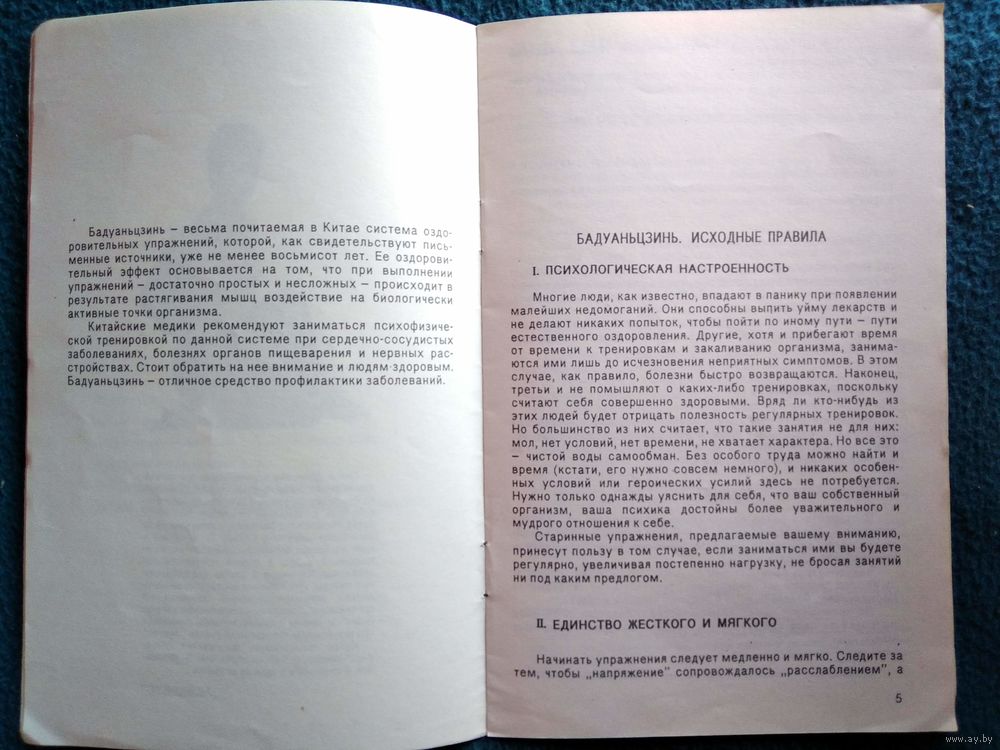 Бадуаньцзинь – весьма почитаемая в Китае система оздо-
ровительных упражнений, которой, как свидетельствуют пись-
менные источники, уже не менее восьмисот лет. Ее оздорови-
тельный эффект основывается на том, что при выполнении
упражнений – достаточно простых и несложных – происходит в
результате растягивания мышц воздействие на биологически
активные точки организма.
Китайские медики рекомендуют заниматься психофизиче-
ской тренировкой по данной системе при сердечно-сосудистых
заболеваниях, болезнях органов пищеварения и нервных рас-
стройствах. Стоит обратить на нее внимание и людям здоровым.
Бадуаньцзинь – отличное средство профилактики заболеваний.
БАДУАНЬЦЗИНЬ. ИСХОДНЫЕ ПРАВИЛА
I. ПСИХОЛОГИЧЕСКАЯ НАСТРОЕННОСТЬ
Многие люди, как известно, впадают в панику при появлении
малейших недомоганий. Они способны выпить уйму лекарств и
не делают никаких попыток, чтобы пойти по иному пути – пути
естественного оздоровления. Другие, хотя и прибегают время
от времени к тренировкам и закаливанию организма, занима-
ются ими лишь до исчезновения неприятных симптомов. В этом
случае, как правило, болезни быстро возвращаются. Наконец,
третьи и не помышляют о каких-либо тренировках, поскольку
считают себя совершенно здоровыми. Вряд ли кто-нибудь из
этих людей будет отрицать полезность регулярных тренировок.
Но большинство из них считает, что такие занятия не для них:
мол, нет условий, нет времени, не хватает характера. Но все это
– чистой воды самообман. Без особого труда можно найти и
время (кстати, его нужно совсем немного), и никаких особен-
ных условий или героических усилий здесь не потребуется.
Нужно только однажды уяснить для себя, что ваш собственный
организм, ваша психика достойны более уважительного и
мудрого отношения к себе.
Старинные упражнения, предлагаемые вашему вниманию,
принесут пользу в том случае, если заниматься ими вы будете
регулярно, увеличивая постепенно нагрузку, не бросая занятий
ни под каким предлогом.
II. ЕДИНСТВО ЖЕСТКОГО И МЯГКОГО
Начинать упражнения следует медленно и мягко. Следите за
тем, чтобы „напряжение" сопровождалось „расслаблением", а
5
www.ay.by